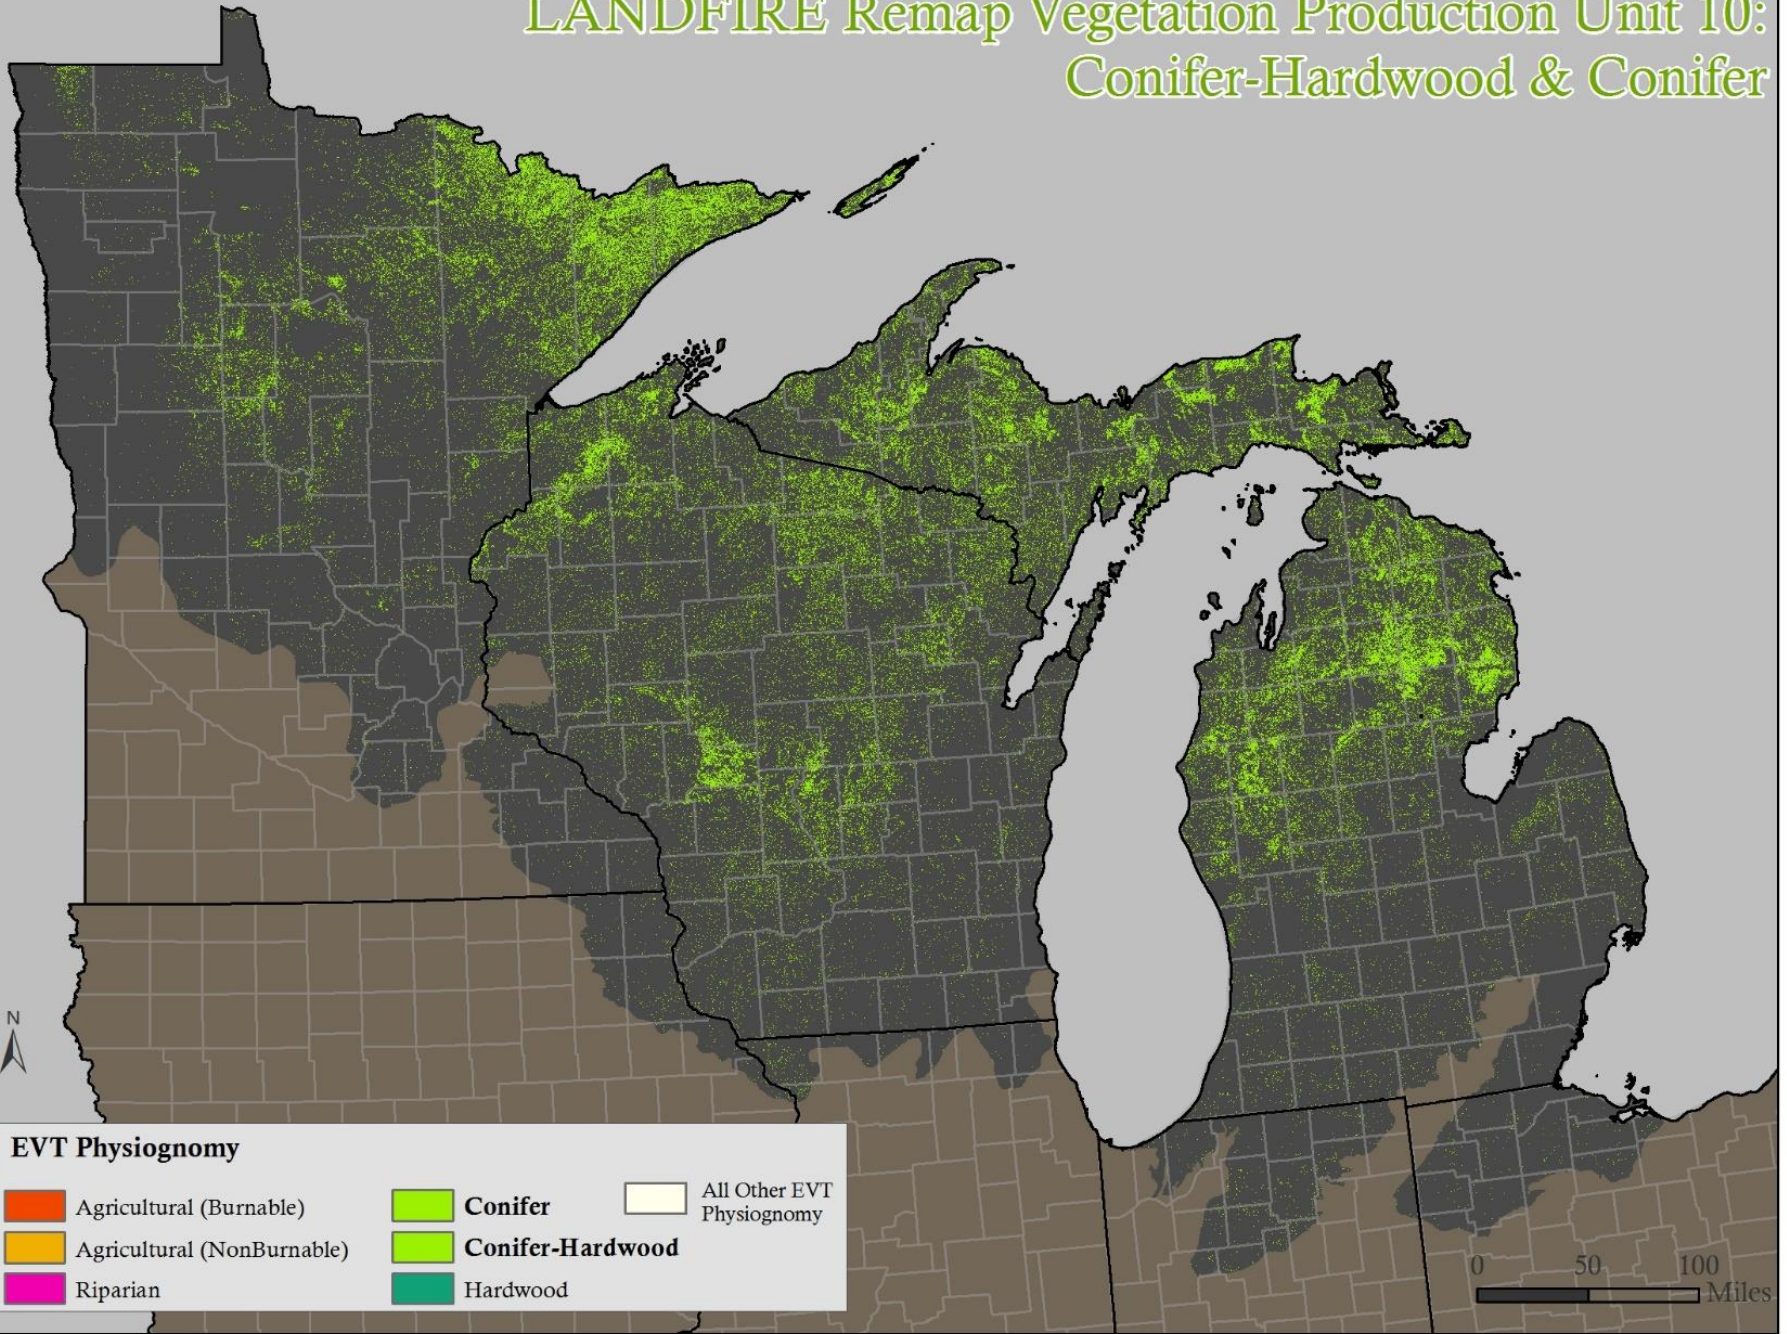 LANDFIRE Remap Vegetation Production Unit 10:
Conifer-Hardwood & Conifer
N
EVT Physiognomy
Agricultural (Burnable)
Agricultural (NonBurnable)
Riparian
Conifer
Conifer-Hardwood
Hardwood
All Other EVT
Physiognomy
0 50 100
Miles